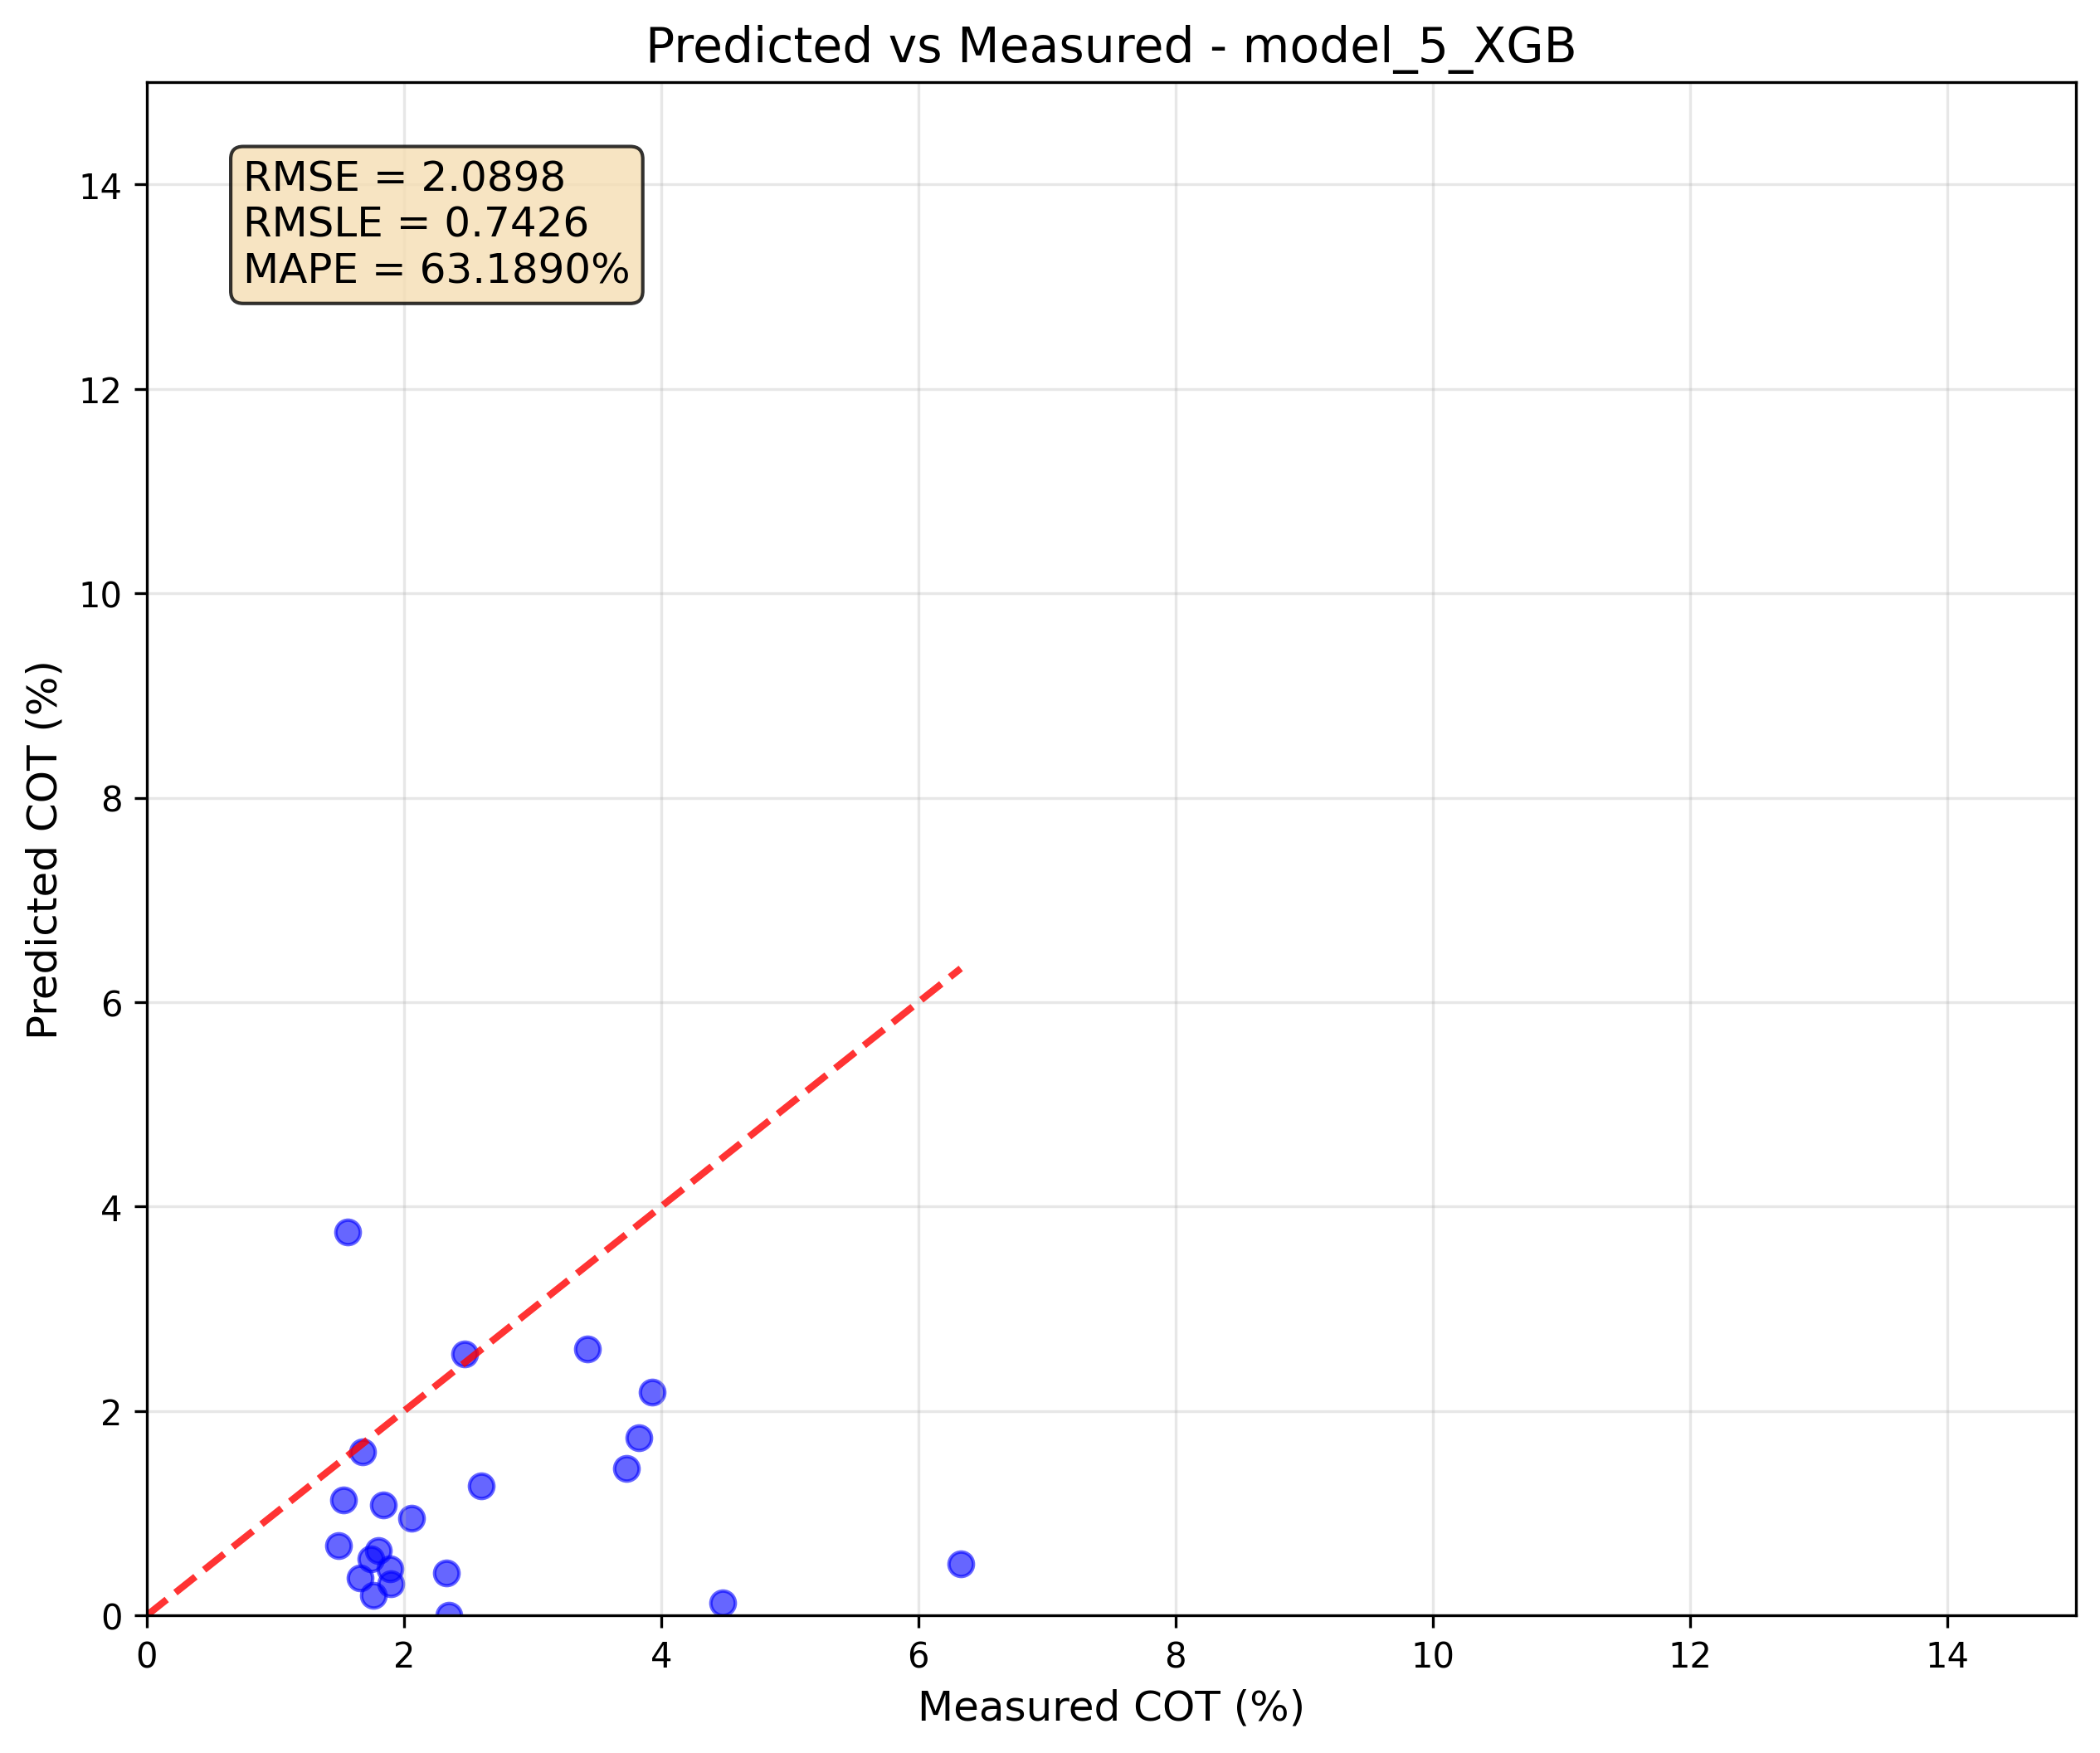 Predicted vs Measured - model_5_XGB
RMSE = 2.0898
RMSLE = 0.7426
MAPE = 63.1890%
Predicted COT (%)
14
12
10
8
6
4
2
0
0 2 4 6 8 10 12 14
Measured COT (%)